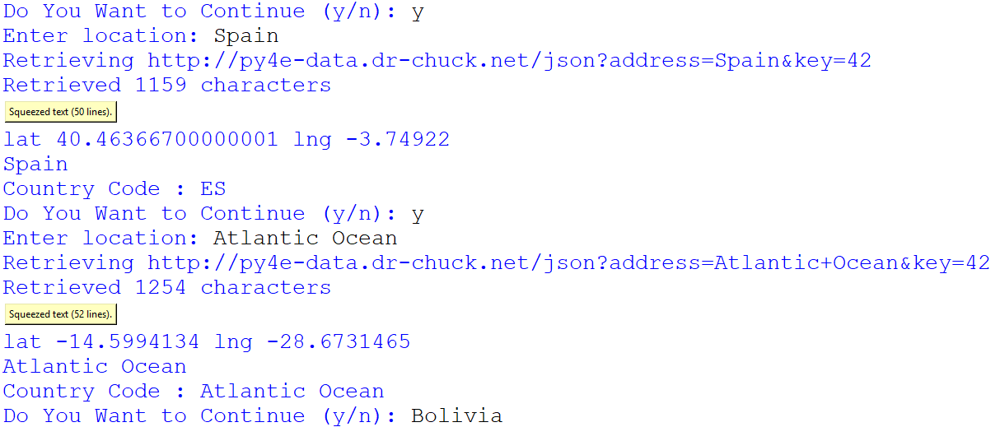 Do You Want to Continue (y/n): y
Enter location: Spain
Retrieving http://py4e-data.dr-chuck.net/json?address=Spain&key=42
Retrieved 1159 characters
Squeezed text (50 lines).
lat 40.46366700000001 lng -3.74922
Spain
Country Code : ES
Do You Want to Continue (y/n): y
Enter location: Atlantic Ocean
Retrieving http://py4e-data.dr-chuck.net/json?address=Atlantic+Ocean&key=42
Retrieved 1254 characters
Squeezed text (52 lines).
lat -14.5994134 lng -28.6731465
Atlantic Ocean
Country Code : Atlantic Ocean
Do You Want to Continue (y/n): Bolivia